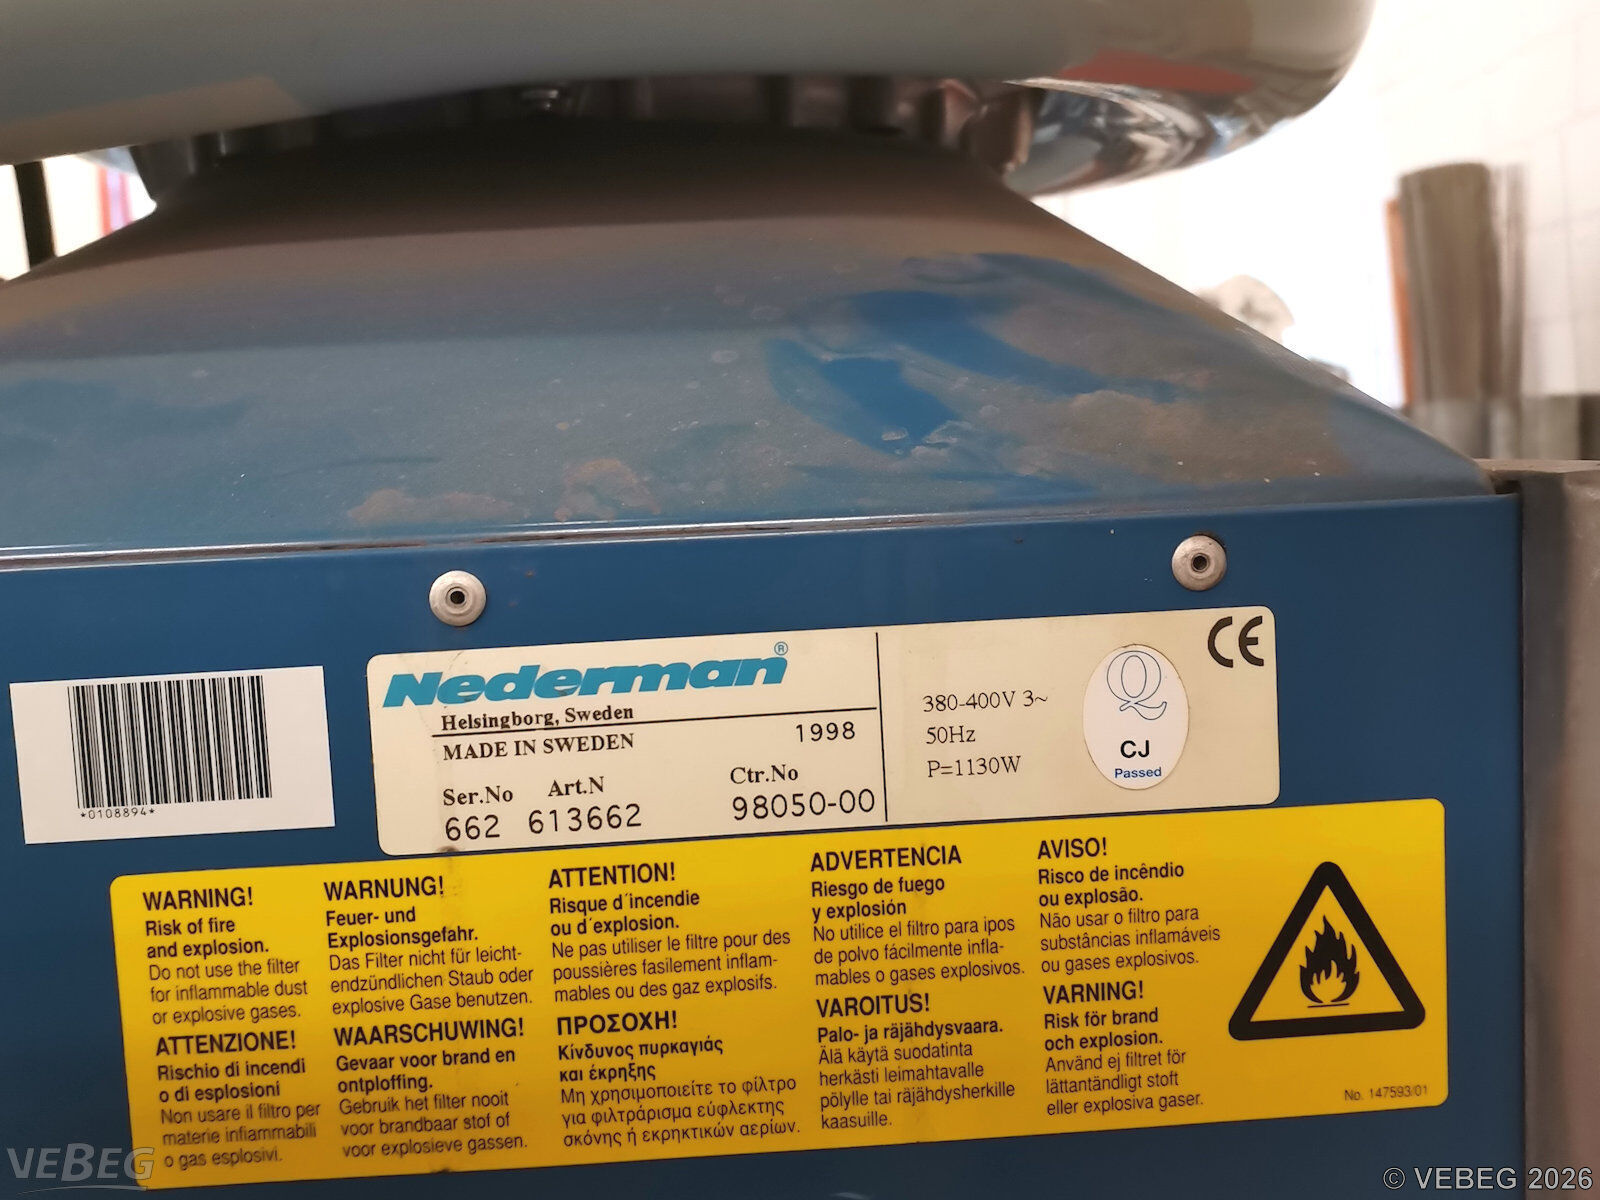 *0108894*
Nederman®
Helsingborg, Sweden
MADE IN SWEDEN 1998
Ser.No Art.N Ctr.No
662 613662 98050-00
380-400V 3~
50Hz
P=1130W
Q
CJ
Passed
CE
WARNING!
Risk of fire
and explosion.
Do not use the filter
for inflammable dust
or explosive gases.
WARNUNG!
Feuer- und
Explosionsgefahr.
Das Filter nicht für leicht-
endzündlichen Staub oder
explosive Gase benutzen.
ATTENTION!
Risque d´incendie
ou d´explosion.
Ne pas utiliser le filtre pour des
poussières fasilement inflam-
mables ou des gaz explosifs.
ADVERTENCIA
Riesgo de fuego
y explosión
No utilice el filtro para ipos
de polvo fácilmente infla-
mables o gases explosivos.
AVISO!
Risco de incêndio
ou explosão.
Não usar o filtro para
substâncias inflamáveis
ou gases explosivos.
ATTENZIONE!
Rischio di incendi
o di esplosioni
Non usare il filtro per
materie infiammabili
o gas esplosivi.
WAARSCHUWING!
Gevaar voor brand en
ontploffing.
Gebruik het filter nooit
voor brandbaar stof of
voor explosieve gassen.
ΠΡΟΣΟΧΗ!
Κίνδυνος πυρκαγιάς
και έκρηξης
Μη χρησιμοποιείτε το φίλτρο
για φιλτράρισμα εύφλεκτης
σκόνης ή εκρηκτικών αερίων.
VAROITUS!
Palo- ja räjähdysvaara.
Älä käytä suodatinta
herkästi leimahtavalle
pölylle tai räjähdysherkille
kaasuille.
VARNING!
Risk för brand
och explosion.
Använd ej filtret för
lättantändligt stoft
eller explosiva gaser.
No. 147593/01
VEBEG
© VEBEG 2026